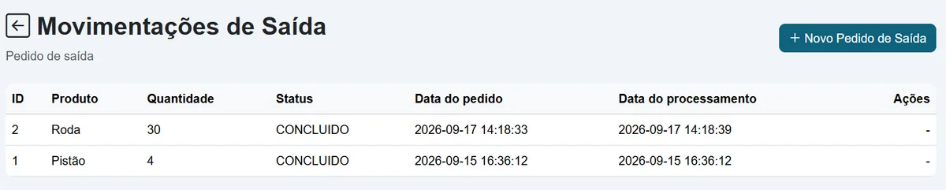 Movimentações de Saída
+ Novo Pedido de Saída
Pedido de saída
ID Produto Quantidade Status Data do pedido Data do processamento Ações
2 Roda 30 CONCLUIDO 2026-09-17 14:18:33 2026-09-17 14:18:39 -
1 Pistão 4 CONCLUIDO 2026-09-15 16:36:12 2026-09-15 16:36:12 -